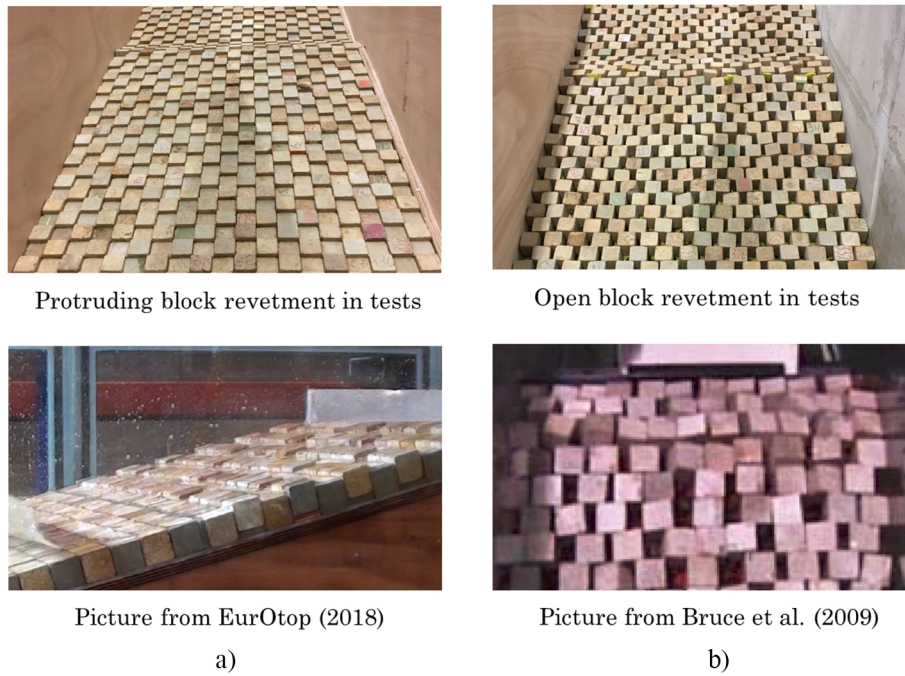 Protruding block revetment in tests
Open block revetment in tests
Picture from EurOtop (2018)
Picture from Bruce et al. (2009)
a)
b)